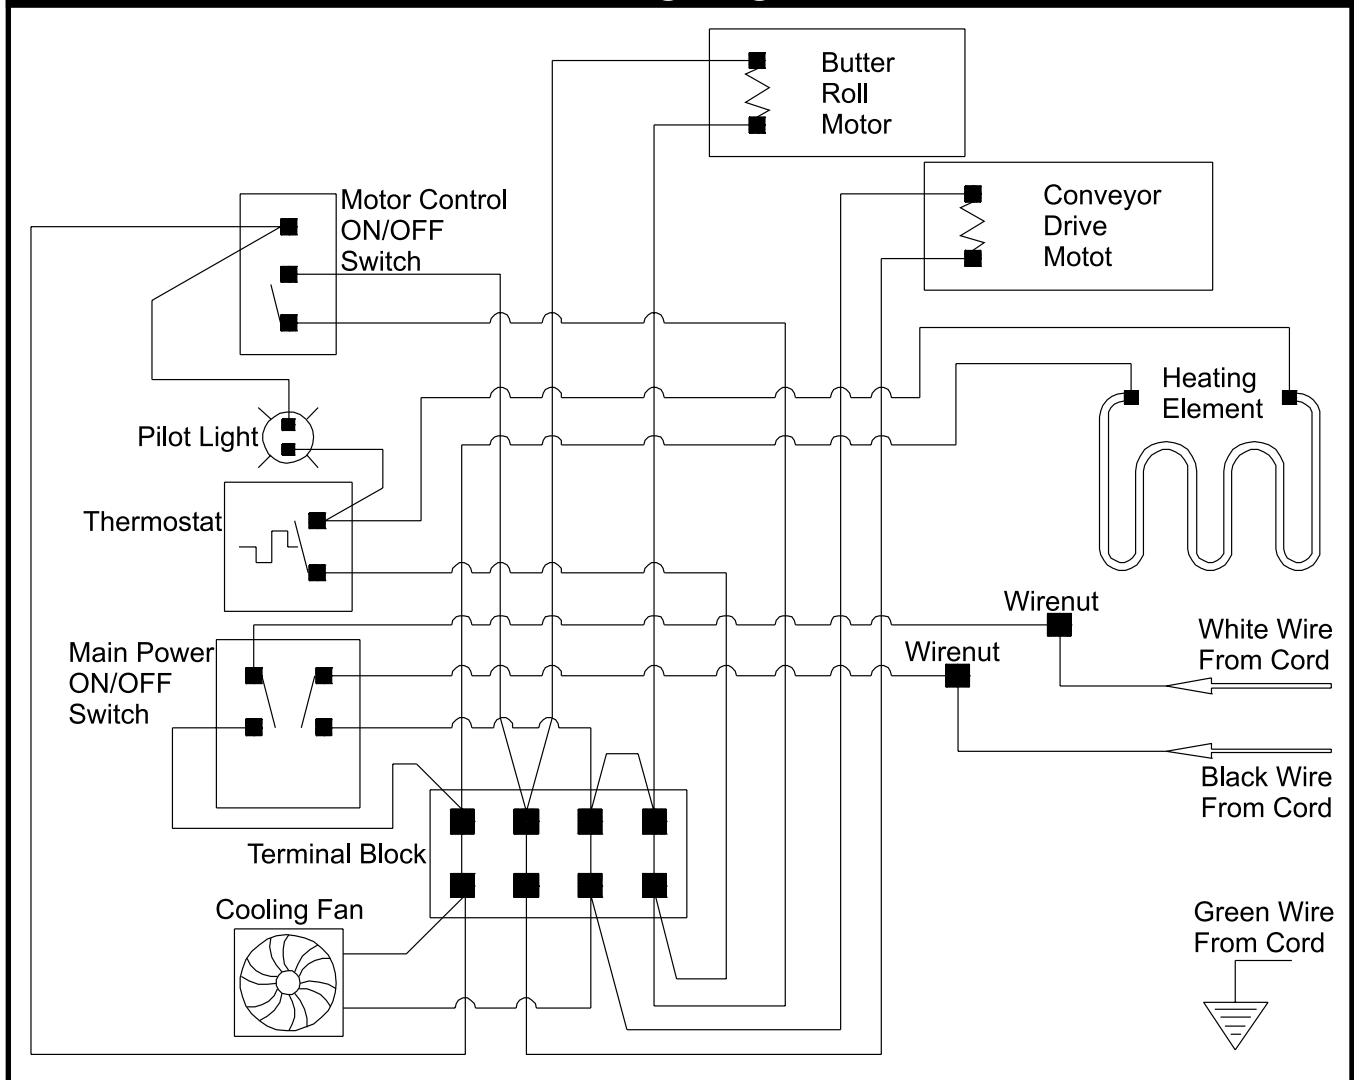 Butter
Roll
Motor
Conveyor
Drive
Motot
Motor Control
ON/OFF
Switch
Heating
Element
Pilot Light
Thermostat
Wirenut
White Wire
From Cord
Main Power
ON/OFF
Switch
Wirenut
Black Wire
From Cord
Terminal Block
Cooling Fan
Green Wire
From Cord